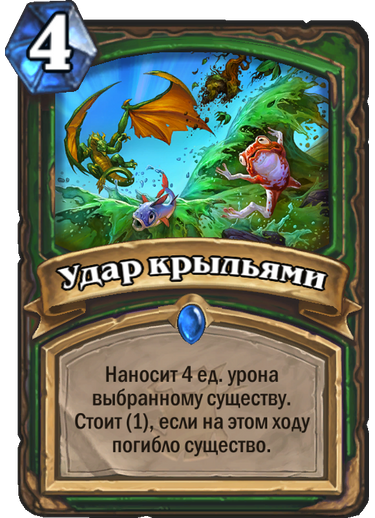 4
Удар крыльями
Наносит 4 ед. урона
выбранному существу.
Стоит (1), если на этом ходу
погибло существо.